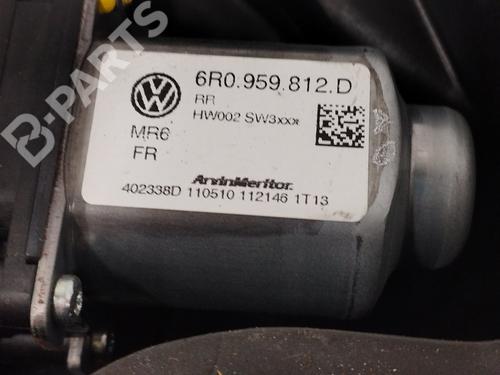 B-PARTS
6R0.959.812.D
RR
HW002 SW3xxx
MR6
FR
ArvinMeritor.
402338D 110510 112146 1T13